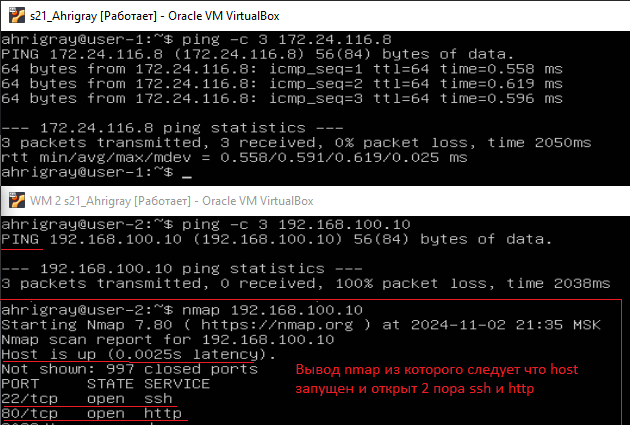 s21_Ahrigray [Работает] - Oracle VM VirtualBox
ahrigray@user-1:~$ ping -c 3 172.24.116.8
PING 172.24.116.8 (172.24.116.8) 56(84) bytes of data.
64 bytes from 172.24.116.8: icmp_seq=1 ttl=64 time=0.558 ms
64 bytes from 172.24.116.8: icmp_seq=2 ttl=64 time=0.619 ms
64 bytes from 172.24.116.8: icmp_seq=3 ttl=64 time=0.596 ms
--- 172.24.116.8 ping statistics ---
3 packets transmitted, 3 received, 0% packet loss, time 2050ms
rtt min/avg/max/mdev = 0.558/0.591/0.619/0.025 ms
ahrigray@user-1:~$ _
WM 2 s21_Ahrigray [Работает] - Oracle VM VirtualBox
ahrigray@user-2:~$ ping -c 3 192.168.100.10
PING 192.168.100.10 (192.168.100.10) 56(84) bytes of data.
--- 192.168.100.10 ping statistics ---
3 packets transmitted, 0 received, 100% packet loss, time 2038ms
ahrigray@user-2:~$ nmap 192.168.100.10
Starting Nmap 7.80 ( https://nmap.org ) at 2024-11-02 21:35 MSK
Nmap scan report for 192.168.100.10
Host is up (0.0025s latency).
Not shown: 997 closed ports
PORT STATE SERVICE
22/tcp open ssh
80/tcp open http
Вывод nmap из которого следует что host
запущен и открыт 2 пора ssh и http